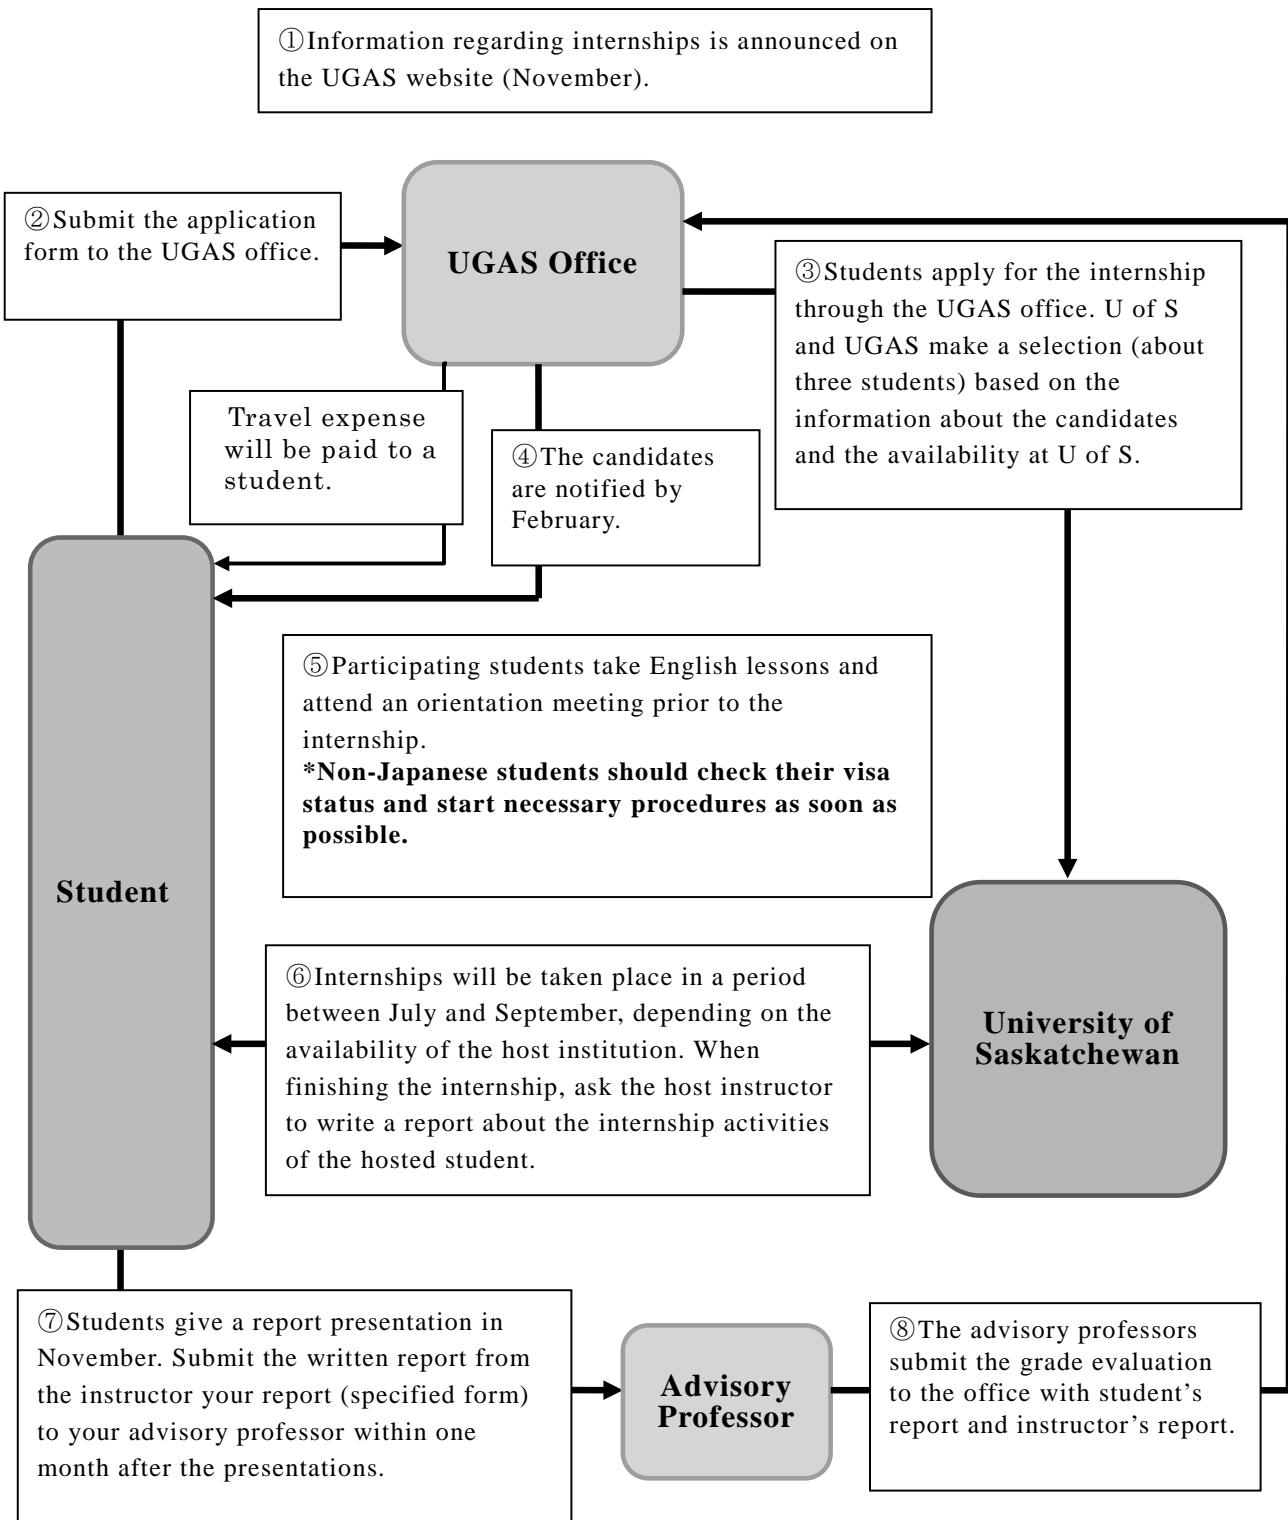 ①Information regarding internships is announced on
the UGAS website (November).
②Submit the application
form to the UGAS office.
UGAS Office
③Students apply for the internship
through the UGAS office. U of S
and UGAS make a selection (about
three students) based on the
information about the candidates
and the availability at U of S.
Travel expense
will be paid to a
student.
④The candidates
are notified by
February.
⑤Participating students take English lessons and
attend an orientation meeting prior to the
internship.
*Non-Japanese students should check their visa
status and start necessary procedures as soon as
possible.
Student
⑥Internships will be taken place in a period
between July and September, depending on the
availability of the host institution. When
finishing the internship, ask the host instructor
to write a report about the internship activities
of the hosted student.
University of
Saskatchewan
⑦Students give a report presentation in
November. Submit the written report from
the instructor your report (specified form)
to your advisory professor within one
month after the presentations.
Advisory
Professor
⑧The advisory professors
submit the grade evaluation
to the office with student’s
report and instructor’s report.